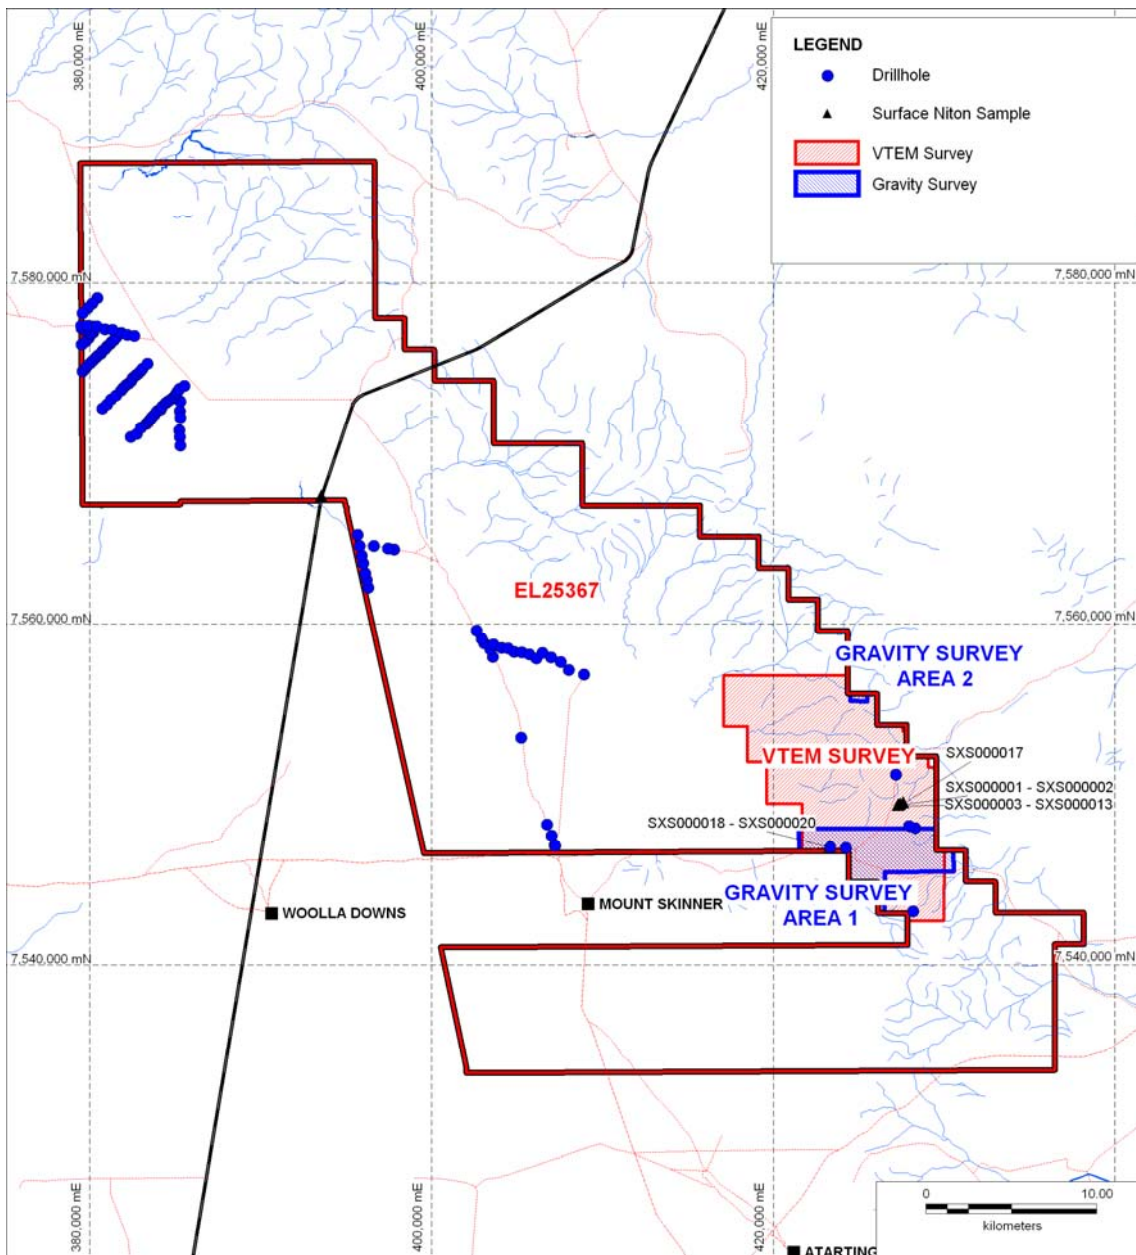 380,000 mE
400,000 mE
420,000 mE
LEGEND
Drillhole
Surface Niton Sample
VTEM Survey
Gravity Survey
7,580,000 mN
7,580,000 mN
EL25367
7,560,000 mN
7,560,000 mN
GRAVITY SURVEY
AREA 2
VTEM SURVEY
SXS000017
SXS000001 - SXS000002
SXS000003 - SXS000013
SXS000018 - SXS000020
GRAVITY SURVEY
AREA 1
WOOLLA DOWNS
MOUNT SKINNER
7,540,000 mN
7,540,000 mN
380,000 mE
400,000 mE
420,000 mE
0
10.00
kilometers
ATARTING